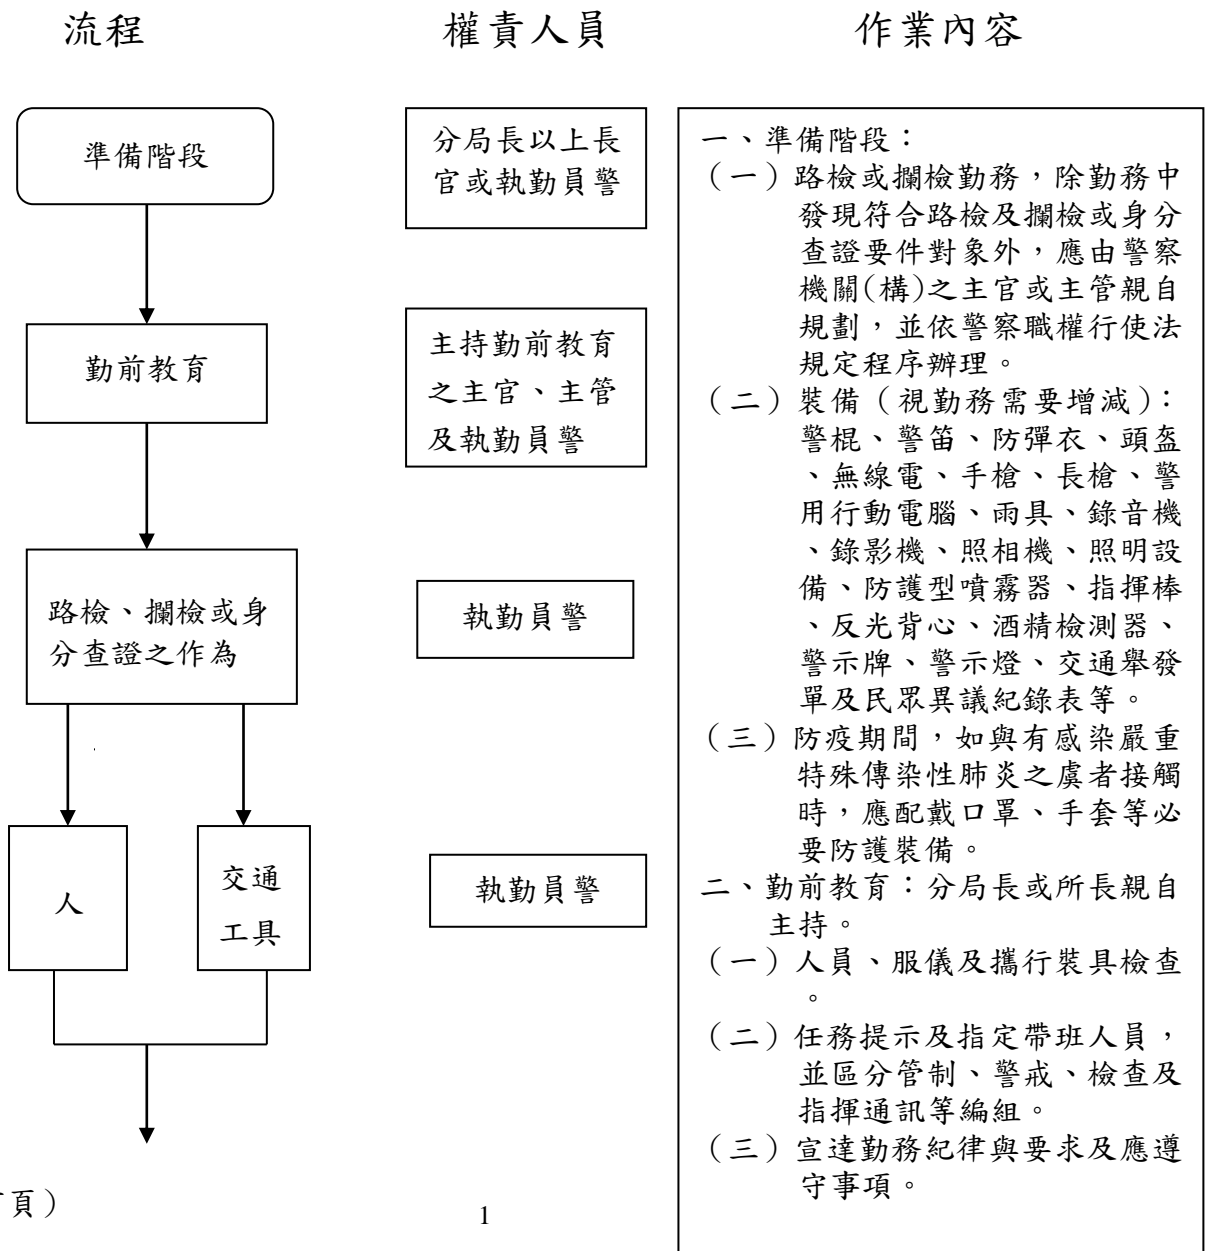 流程
權責人員
作業內容
準備階段
分局長以上長
官或執勤員警
勤前教育
主持勤前教育
之主官、主管
及執勤員警
路檢、攔檢或身
分查證之作為
執勤員警
人
交通
工具
執勤員警
一、準備階段：
（一）路檢或攔檢勤務，除勤務中
發現符合路檢及攔檢或身分
查證要件對象外，應由警察
機關(構)之主官或主管親自
規劃，並依警察職權行使法
規定程序辦理。
（二）裝備（視勤務需要增減）：
警棍、警笛、防彈衣、頭盔
、無線電、手槍、長槍、警
用行動電腦、雨具、錄音機
、錄影機、照相機、照明設
備、防護型噴霧器、指揮棒
、反光背心、酒精檢測器、
警示牌、警示燈、交通舉發
單及民眾異議紀錄表等。
（三）防疫期間，如與有感染嚴重
特殊傳染性肺炎之虞者接觸
時，應配戴口罩、手套等必
要防護裝備。
二、勤前教育：分局長或所長親自
主持。
（一）人員、服儀及攜行裝具檢查
。
（二）任務提示及指定帶班人員，
並區分管制、警戒、檢查及
指揮通訊等編組。
（三）宣達勤務紀律與要求及應遵
守事項。
頁）
1